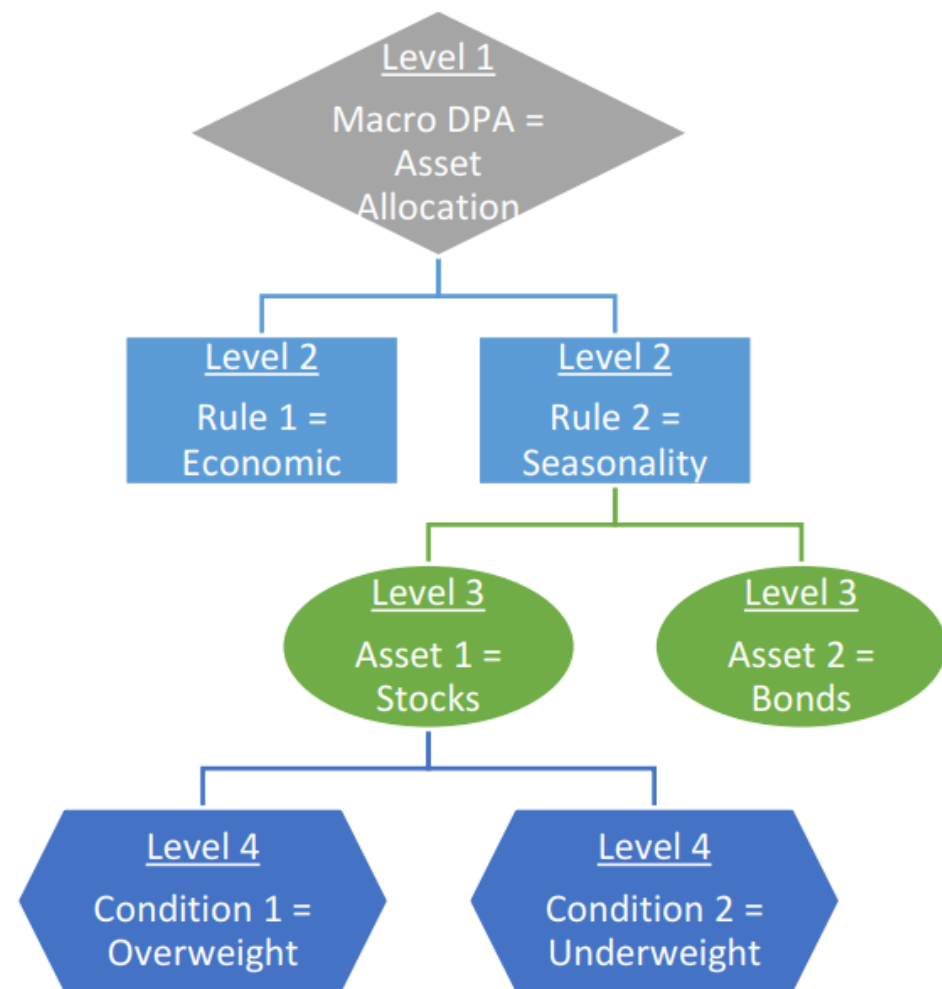 Level 1
Macro DPA =
Asset
Allocation
Level 2
Rule 1 =
Economic
Level 2
Rule 2 =
Seasonality
Level 3
Asset 1 =
Stocks
Level 3
Asset 2 =
Bonds
Level 4
Condition 1 =
Overweight
Level 4
Condition 2 =
Underweight